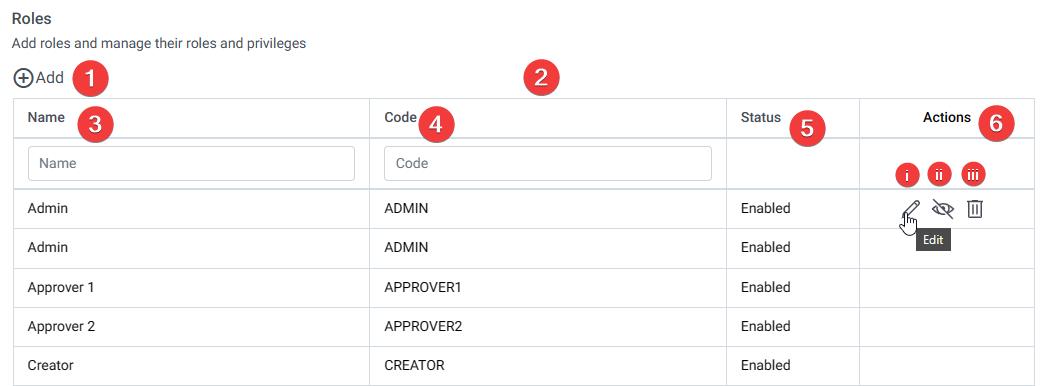 Roles
Add roles and manage their roles and privileges
Add 1 2
Name 3 Code 4 Status 5 Actions 6
Name Code
i ii iii
Admin ADMIN Enabled
Edit
Admin ADMIN Enabled
Approver 1 APPROVER1 Enabled
Approver 2 APPROVER2 Enabled
Creator CREATOR Enabled